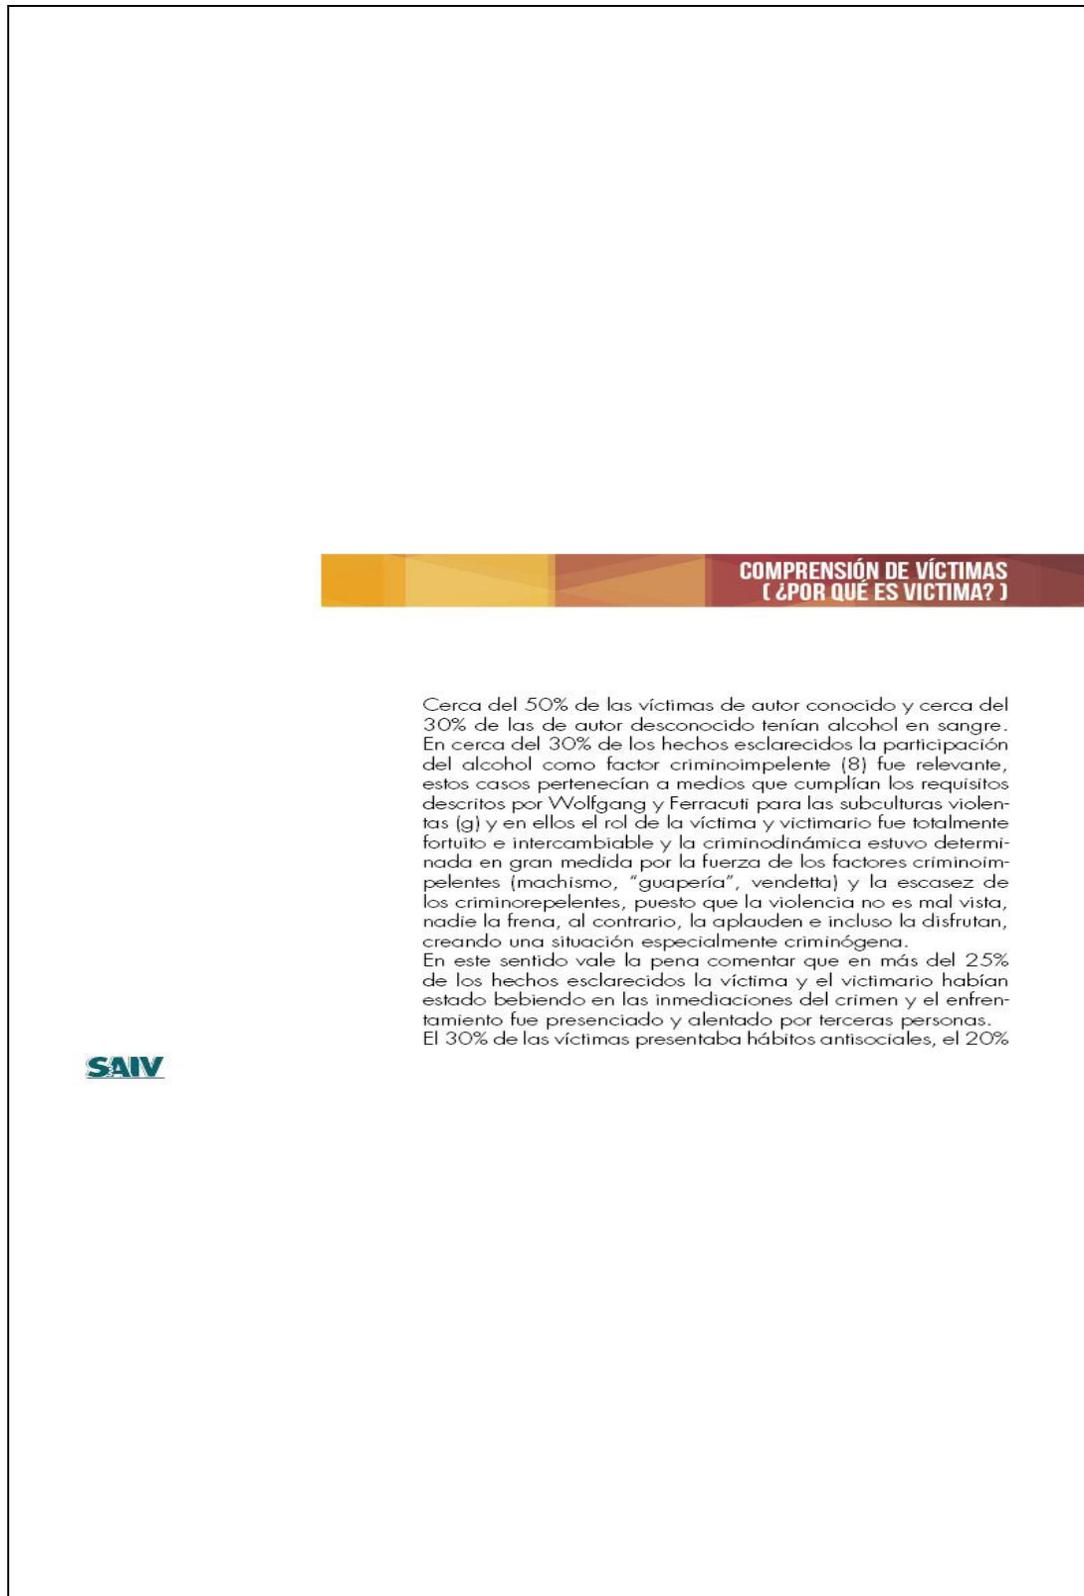 COMPRENSIÓN DE VÍCTIMAS
( ¿POR QUÉ ES VICTIMA? )
Cerca del 50% de las víctimas de autor conocido y cerca del
30% de las de autor desconocido tenían alcohol en sangre.
En cerca del 30% de los hechos esclarecidos la participación
del alcohol como factor criminoimpelente (8) fue relevante,
estos casos pertenecían a medios que cumplían los requisitos
descritos por Wolfgang y Ferracuti para las subculturas violen-
tas (g) y en ellos el rol de la víctima y victimario fue totalmente
fortuito e intercambiable y la criminodinámica estuvo determi-
nada en gran medida por la fuerza de los factores criminoim-
pelentes (machismo, "guapería", vendetta) y la escasez de
los criminorepelentes, puesto que la violencia no es mal vista,
nadie la frena, al contrario, la aplauden e incluso la disfrutan,
creando una situación especialmente criminógena.
En este sentido vale la pena comentar que en más del 25%
de los hechos esclarecidos la víctima y el victimario habían
estado bebiendo en las inmediaciones del crimen y el enfren-
tamiento fue presenciado y alentado por terceras personas.
El 30% de las víctimas presentaba hábitos antisociales, el 20%
SAIV